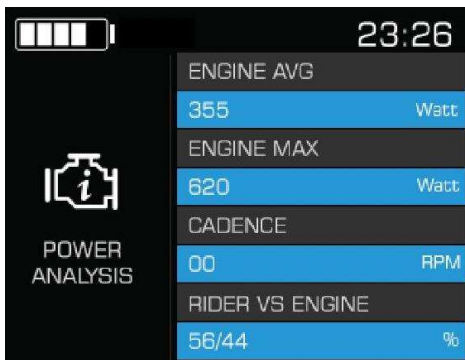 23:26
ENGINE AVG
355 Watt
ENGINE MAX
620 Watt
CADENCE
00 RPM
RIDER VS ENGINE
56/44 %
i
POWER
ANALYSIS